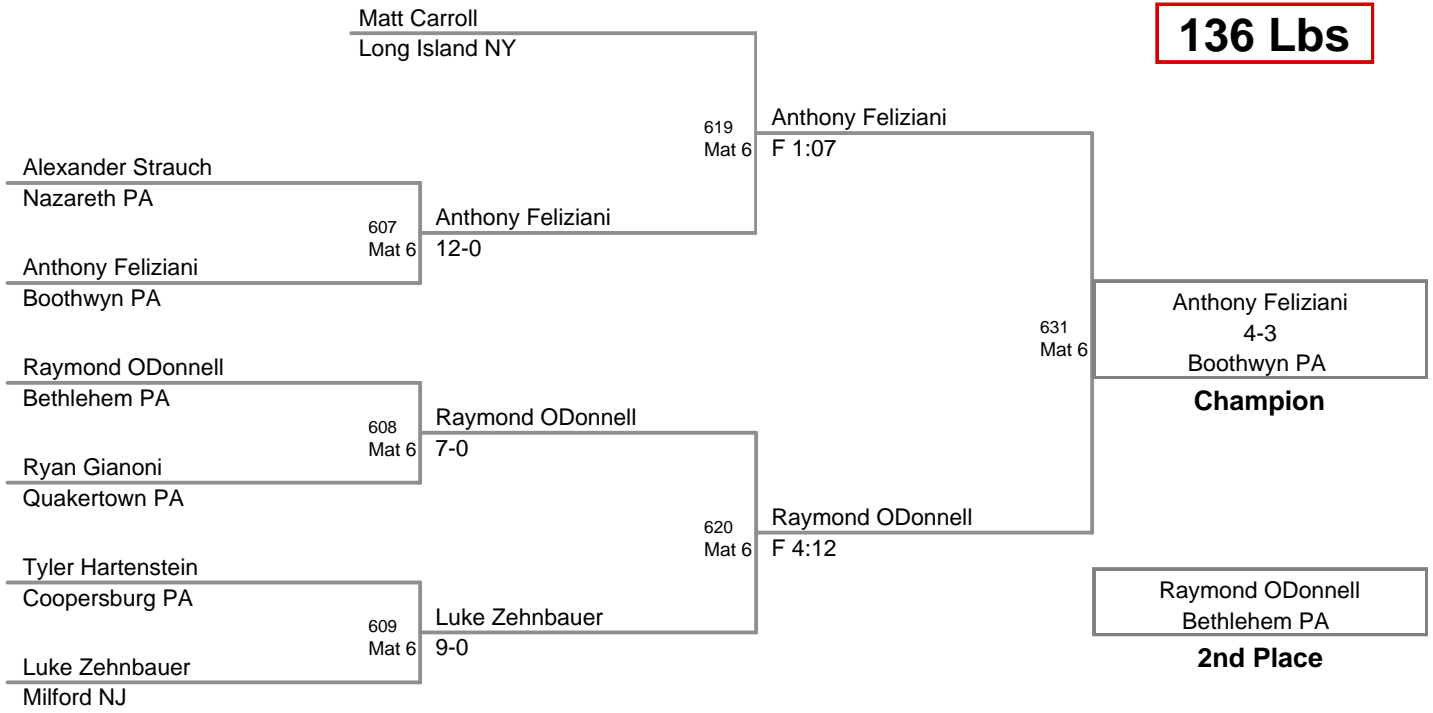 Matt Carroll
Long Island NY
136 Lbs
619
Mat 6
Anthony Feliziani
F 1:07
Alexander Strauch
Nazareth PA
607
Mat 6
Anthony Feliziani
12-0
Anthony Feliziani
Boothwyn PA
631
Mat 6
Anthony Feliziani
4-3
Boothwyn PA
Champion
Raymond ODonnell
Bethlehem PA
608
Mat 6
Raymond ODonnell
7-0
Ryan Gianoni
Quakertown PA
620
Mat 6
Raymond ODonnell
F 4:12
Tyler Hartenstein
Coopersburg PA
609
Mat 6
Luke Zehnbauer
9-0
Luke Zehnbauer
Milford NJ
Raymond ODonnell
Bethlehem PA
2nd Place